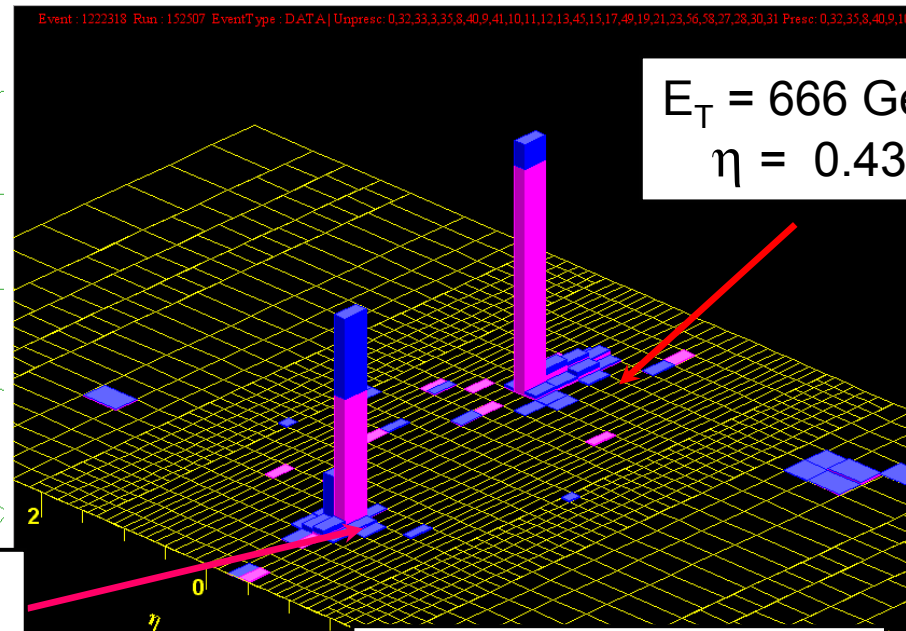 Event : 1222318 Run : 152507 EventType : DATA | Unpresc: 0,32,33,3,35,8,40,9,41,10,11,12,13,45,15,17,49,19,21,23,56,58,27,28,30,31 Presc: 0,32,35,8,40,9,10
E_T = 666 Ge
η = 0.43
2
0
η